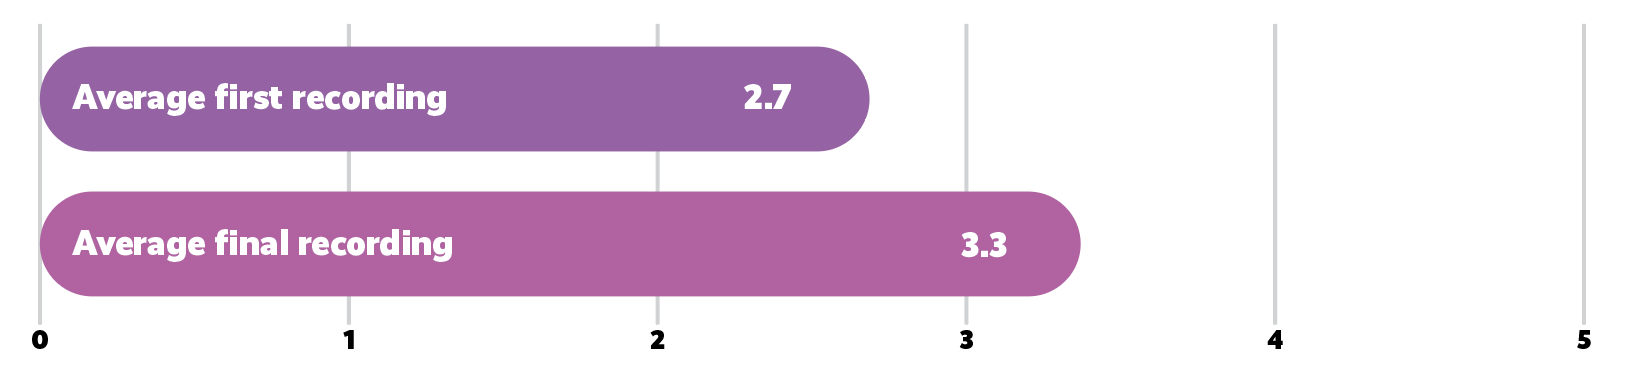 Average first recording 2.7
Average final recording 3.3
0 1 2 3 4 5